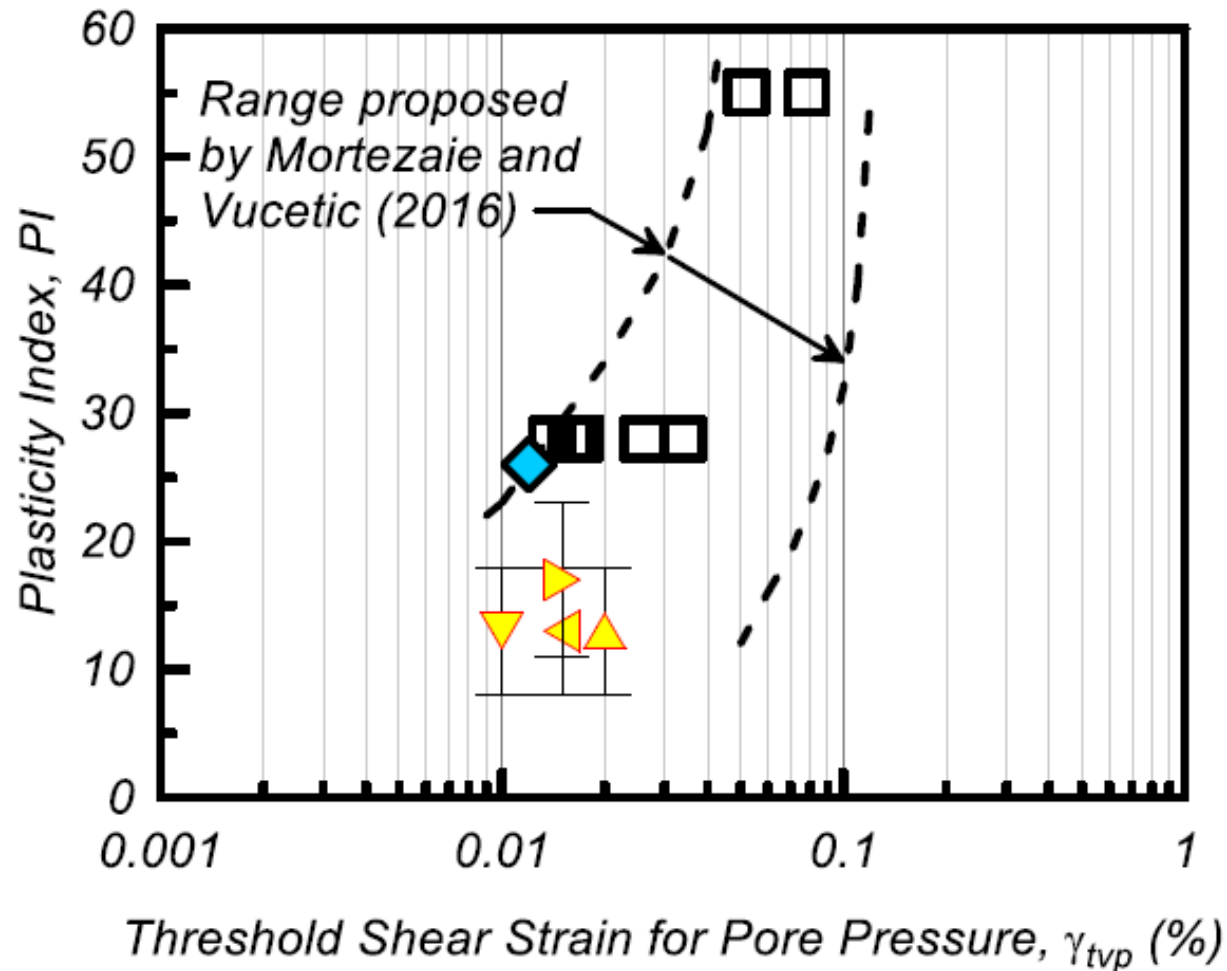 60
50
40
30
20
10
0
Plasticity Index, PI
Range proposed
by Mortezaie and
Vucetic (2016)
0.001
0.01
0.1
1
Threshold Shear Strain for Pore Pressure, γtvp (%)